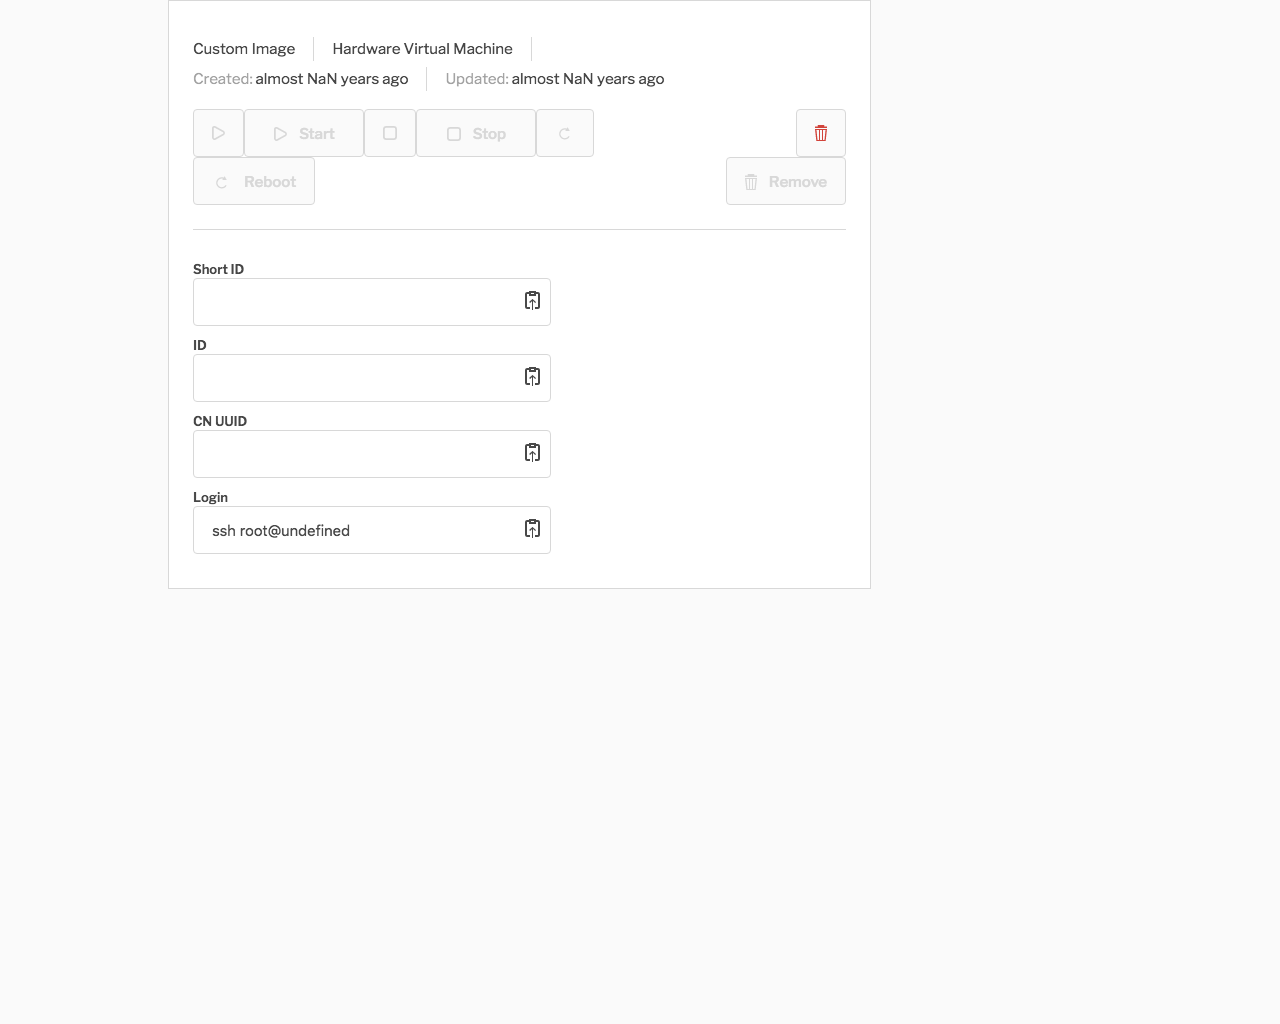 Custom Image Hardware Virtual Machine
Created: almost NaN years ago Updated: almost NaN years ago
Start Stop
Reboot Remove
Short ID
ID
CN UUID
Login
ssh root@undefined